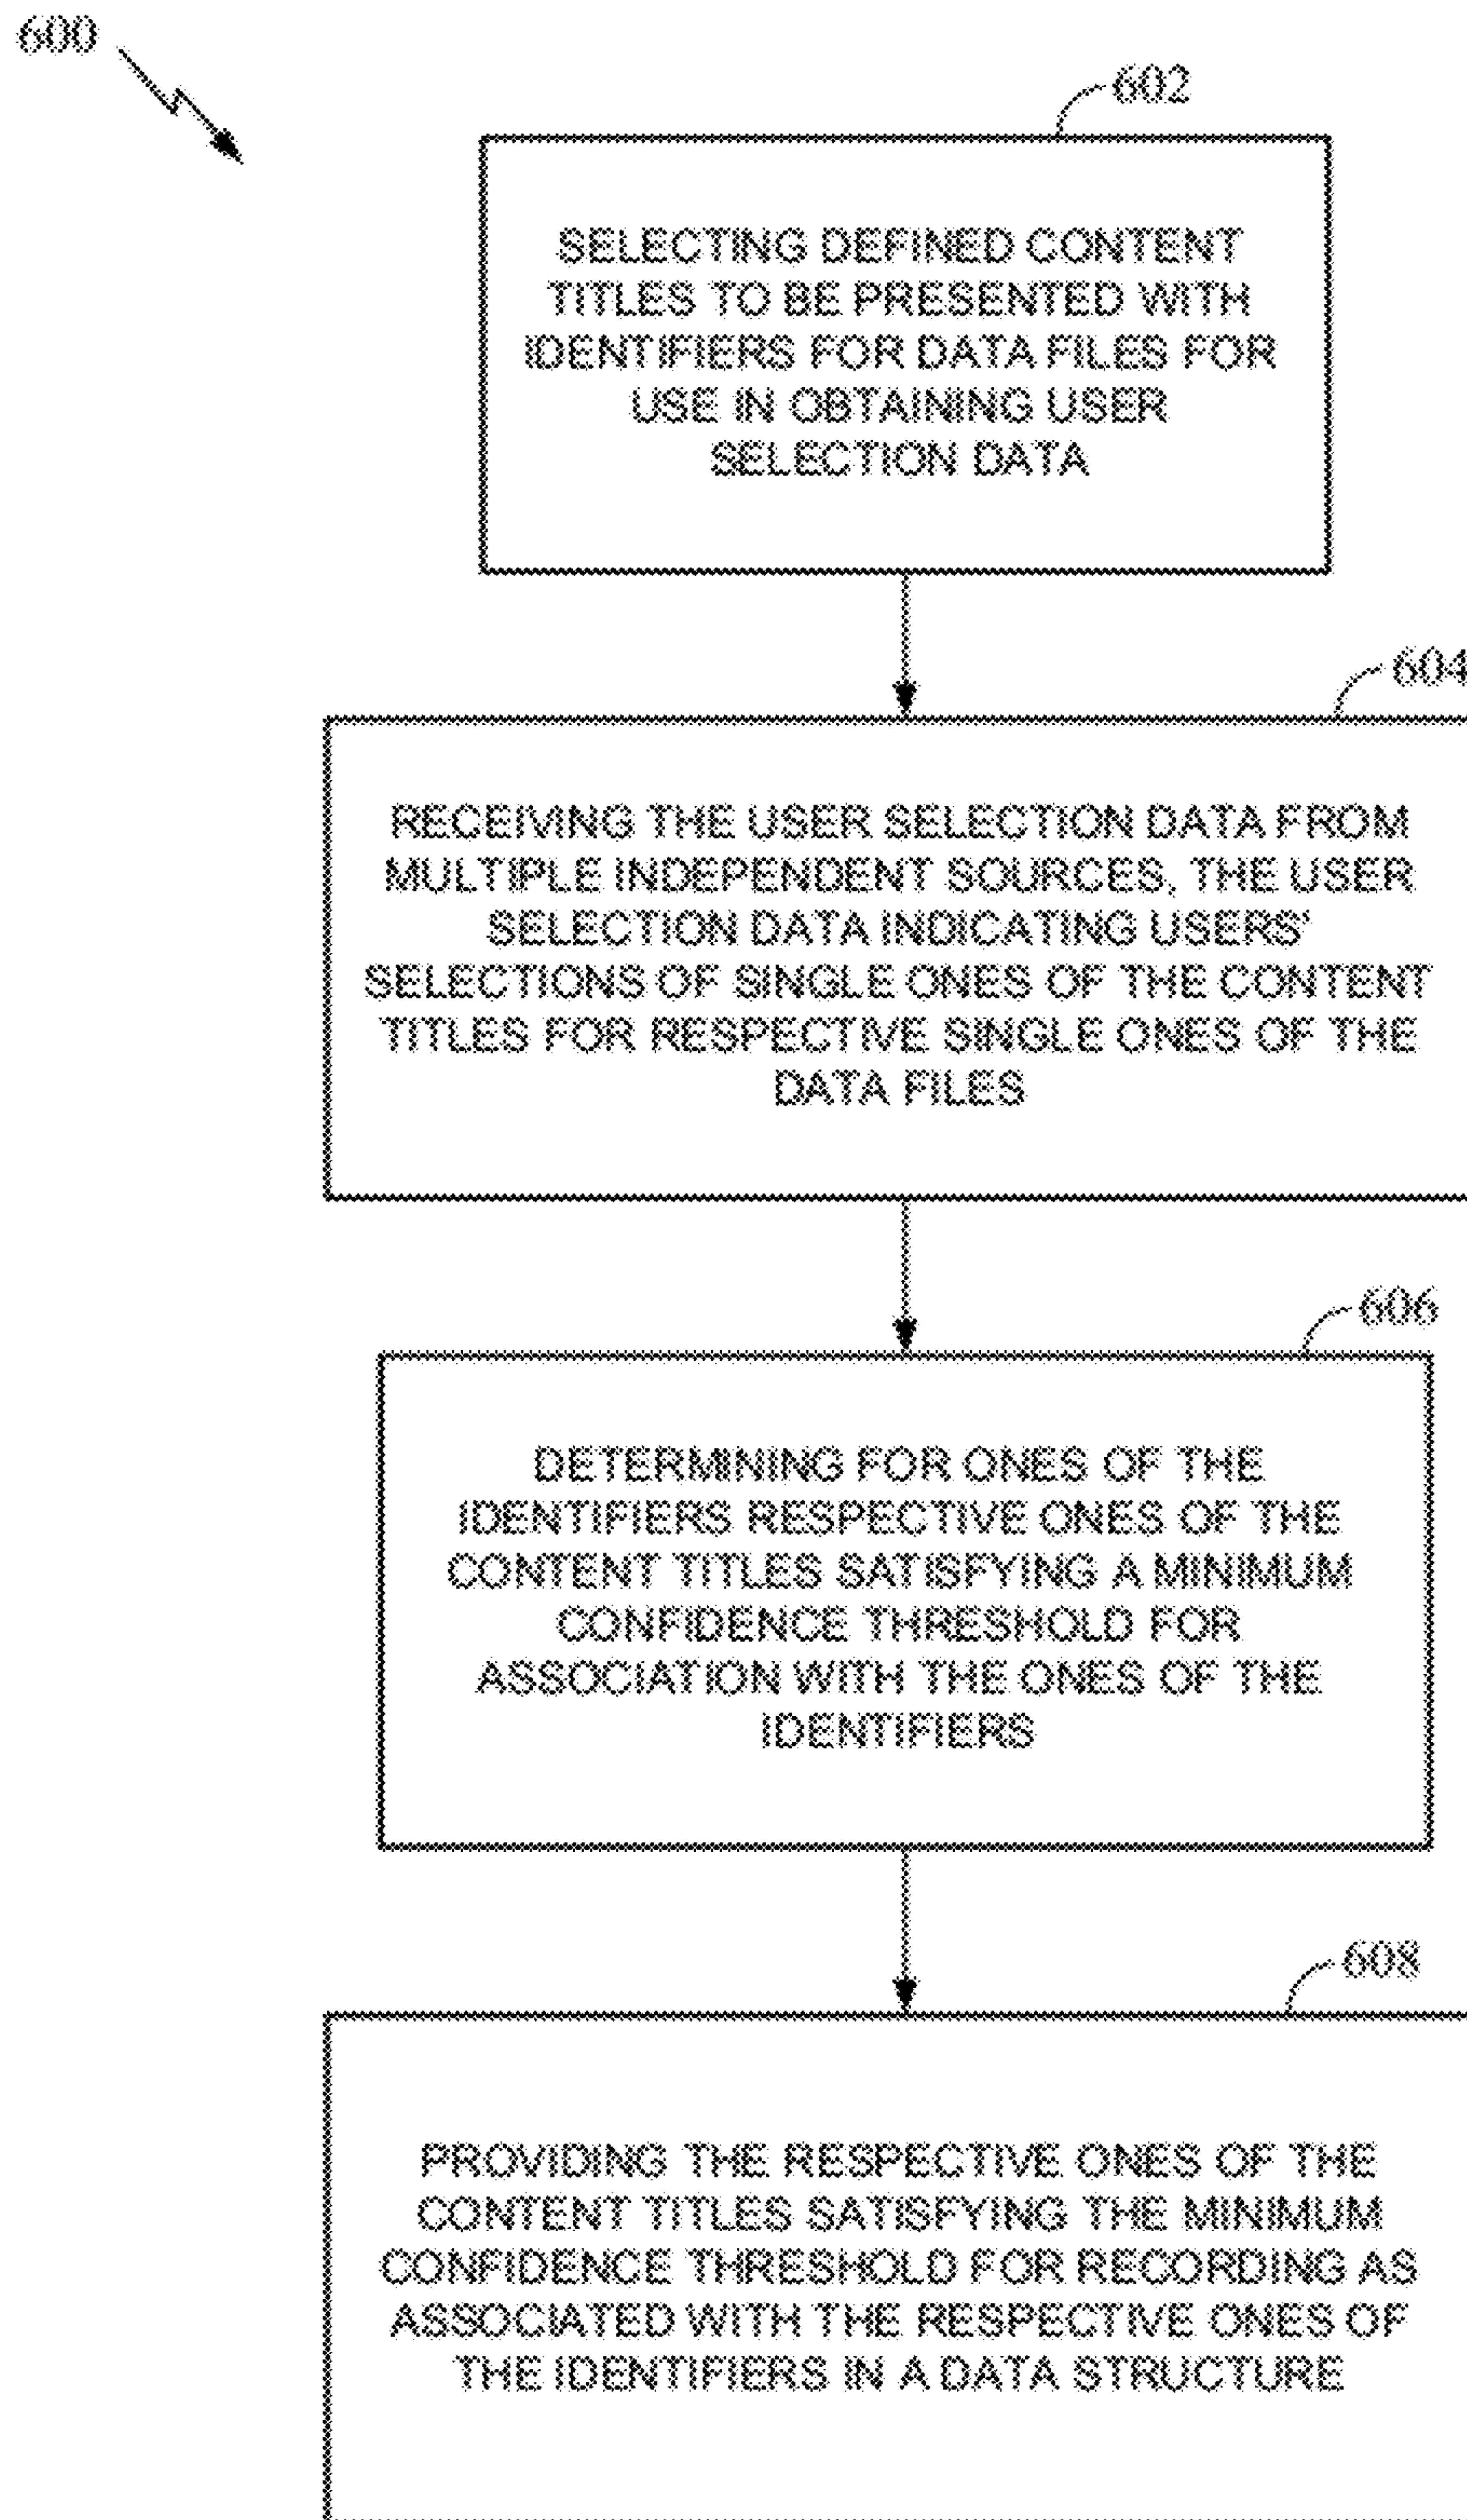 600
602
SELECTING DEFINED CONTENT
TITLES TO BE PRESENTED WITH
IDENTIFIERS FOR DATA FILES FOR
USE IN OBTAINING USER
SELECTION DATA
604
RECEIVING THE USER SELECTION DATA FROM
MULTIPLE INDEPENDENT SOURCES, THE USER
SELECTION DATA INDICATING USERS'
SELECTIONS OF SINGLE ONES OF THE CONTENT
TITLES FOR RESPECTIVE SINGLE ONES OF THE
DATA FILES
606
DETERMINING FOR ONES OF THE
IDENTIFIERS RESPECTIVE ONES OF THE
CONTENT TITLES SATISFYING A MINIMUM
CONFIDENCE THRESHOLD FOR
ASSOCIATION WITH THE ONES OF THE
IDENTIFIERS
608
PROVIDING THE RESPECTIVE ONES OF THE
CONTENT TITLES SATISFYING THE MINIMUM
CONFIDENCE THRESHOLD FOR RECORDING AS
ASSOCIATED WITH THE RESPECTIVE ONES OF
THE IDENTIFIERS IN A DATA STRUCTURE